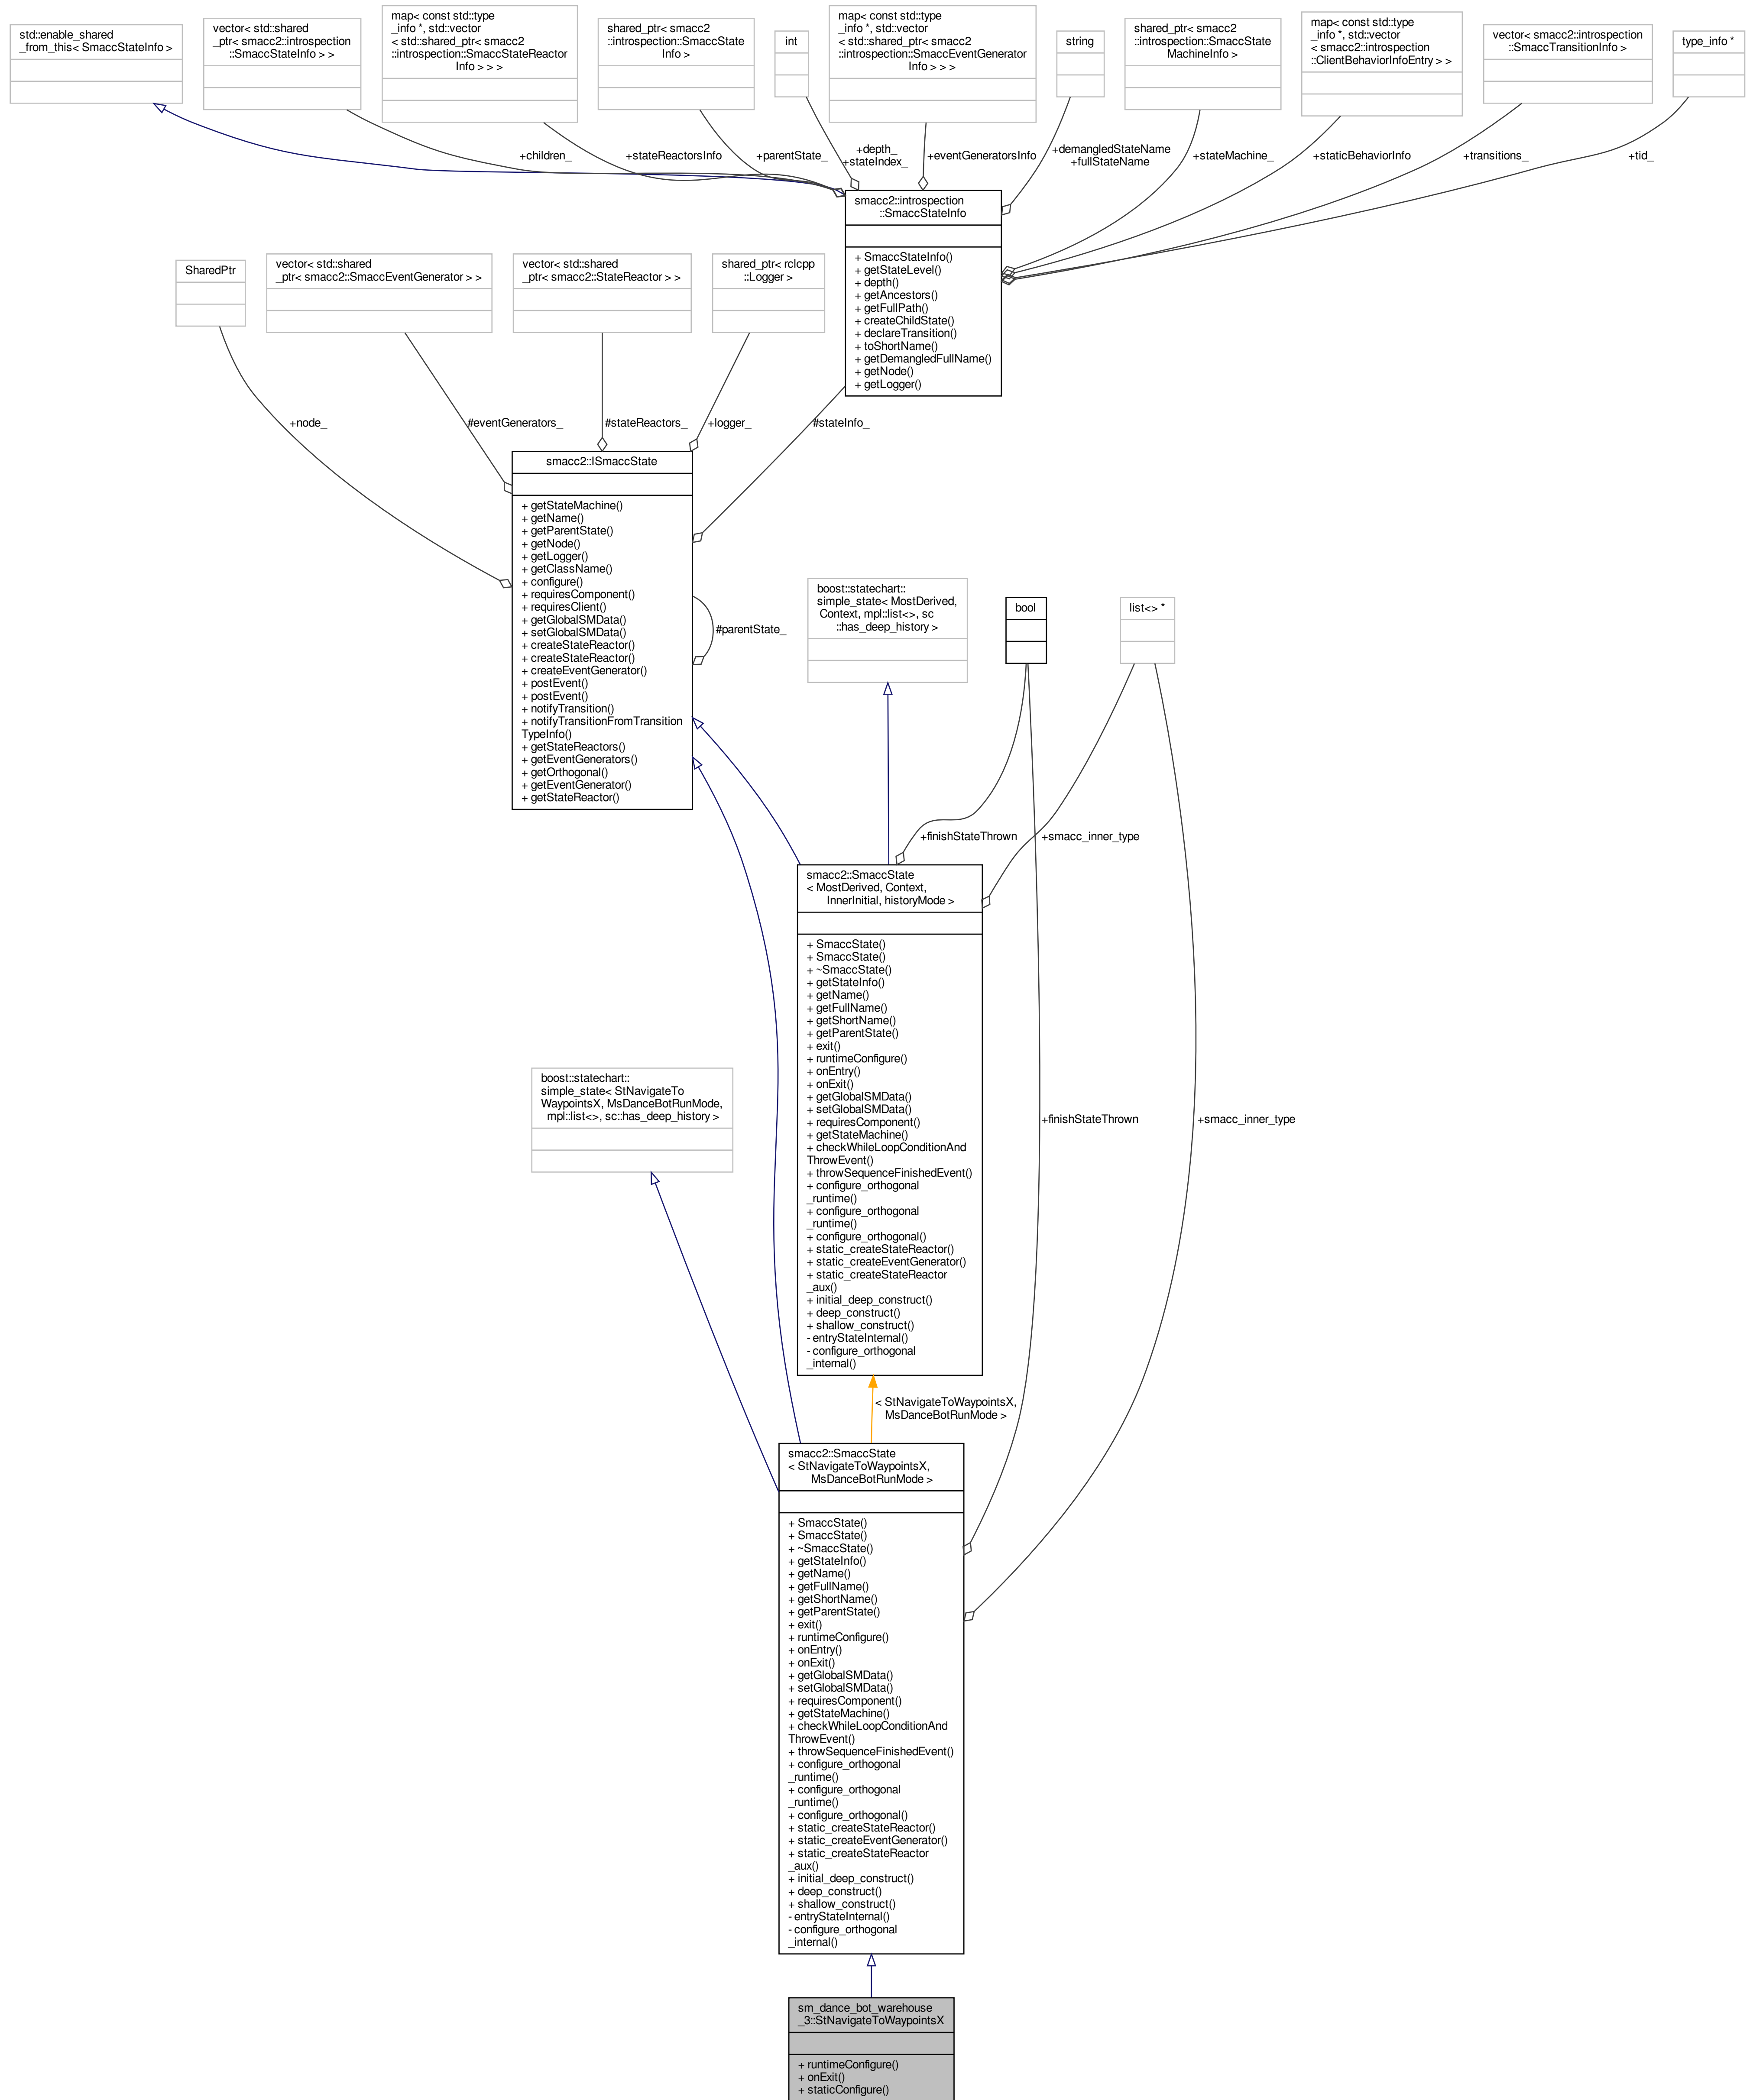 std::enable_shared
_from_this< SmaccStateInfo >
vector< std::shared
_ptr< smacc2::introspection
::SmaccStateInfo > >
map< const std::type
_info *, std::vector
< std::shared_ptr< smacc2
::introspection::SmaccStateReactor
Info > > >
shared_ptr< smacc2
::introspection::SmaccState
Info >
int
map< const std::type
_info *, std::vector
< std::shared_ptr< smacc2
::introspection::SmaccEventGenerator
Info > > >
string
shared_ptr< smacc2
::introspection::SmaccState
MachineInfo >
map< const std::type
_info *, std::vector
< smacc2::introspection
::ClientBehaviorInfoEntry > >
vector< smacc2::introspection
::SmaccTransitionInfo >
type_info *
+children_
+stateReactorsInfo
+parentState_
+depth_
+stateIndex_
+eventGeneratorsInfo
+demangledStateName
+fullStateName
+stateMachine_
+staticBehaviorInfo
+transitions_
+tid_
smacc2::introspection
::SmaccStateInfo
+ SmaccStateInfo()
+ getStateLevel()
+ depth()
+ getAncestors()
+ getFullPath()
+ createChildState()
+ declareTransition()
+ toShortName()
+ getDemangledFullName()
+ getNode()
+ getLogger()
SharedPtr
vector< std::shared
_ptr< smacc2::SmaccEventGenerator > >
vector< std::shared
_ptr< smacc2::StateReactor > >
shared_ptr< rclcpp
::Logger >
+node_
#eventGenerators_
#stateReactors_
+logger_
#stateInfo_
smacc2::ISmaccState
+ getStateMachine()
+ getName()
+ getParentState()
+ getNode()
+ getLogger()
+ getClassName()
+ configure()
+ requiresComponent()
+ requiresClient()
+ getGlobalSMData()
+ setGlobalSMData()
+ createStateReactor()
+ createStateReactor()
+ createEventGenerator()
+ postEvent()
+ postEvent()
+ notifyTransition()
+ notifyTransitionFromTransition
TypeInfo()
+ getStateReactors()
+ getEventGenerators()
+ getOrthogonal()
+ getEventGenerator()
+ getStateReactor()
#parentState_
boost::statechart::
simple_state< MostDerived,
Context, mpl::list<>, sc
::has_deep_history >
bool
list<> *
+finishStateThrown
+smacc_inner_type
smacc2::SmaccState
< MostDerived, Context,
InnerInitial, historyMode >
+ SmaccState()
+ SmaccState()
+ ~SmaccState()
+ getStateInfo()
+ getName()
+ getFullName()
+ getShortName()
+ getParentState()
+ exit()
+ runtimeConfigure()
+ onEntry()
+ onExit()
+ getGlobalSMData()
+ setGlobalSMData()
+ requiresComponent()
+ getStateMachine()
+ checkWhileLoopConditionAnd
ThrowEvent()
+ throwSequenceFinishedEvent()
+ configure_orthogonal
_runtime()
+ configure_orthogonal
_runtime()
+ configure_orthogonal()
+ static_createStateReactor()
+ static_createEventGenerator()
+ static_createStateReactor
_aux()
+ initial_deep_construct()
+ deep_construct()
+ shallow_construct()
- entryStateInternal()
- configure_orthogonal
_internal()
boost::statechart::
simple_state< StNavigateTo
WaypointsX, MsDanceBotRunMode,
mpl::list<>, sc::has_deep_history >
+finishStateThrown
+smacc_inner_type
< StNavigateToWaypointsX,
MsDanceBotRunMode >
smacc2::SmaccState
< StNavigateToWaypointsX,
MsDanceBotRunMode >
+ SmaccState()
+ SmaccState()
+ ~SmaccState()
+ getStateInfo()
+ getName()
+ getFullName()
+ getShortName()
+ getParentState()
+ exit()
+ runtimeConfigure()
+ onEntry()
+ onExit()
+ getGlobalSMData()
+ setGlobalSMData()
+ requiresComponent()
+ getStateMachine()
+ checkWhileLoopConditionAnd
ThrowEvent()
+ throwSequenceFinishedEvent()
+ configure_orthogonal
_runtime()
+ configure_orthogonal
_runtime()
+ configure_orthogonal()
+ static_createStateReactor()
+ static_createEventGenerator()
+ static_createStateReactor
_aux()
+ initial_deep_construct()
+ deep_construct()
+ shallow_construct()
- entryStateInternal()
- configure_orthogonal
_internal()
sm_dance_bot_warehouse
_3::StNavigateToWaypointsX
+ runtimeConfigure()
+ onExit()
+ staticConfigure()